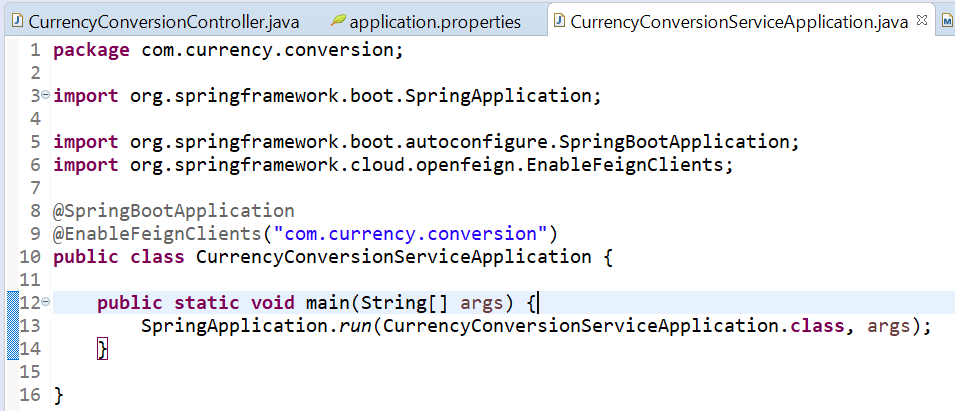 CurrencyConversionController.java application.properties CurrencyConversionServiceApplication.java
1 package com.currency.conversion;
2
3 import org.springframework.boot.SpringApplication;
4
5 import org.springframework.boot.autoconfigure.SpringBootApplication;
6 import org.springframework.cloud.openfeign.EnableFeignClients;
7
8 @SpringBootApplication
9 @EnableFeignClients("com.currency.conversion")
10 public class CurrencyConversionServiceApplication {
11
12     public static void main(String[] args) {
13         SpringApplication.run(CurrencyConversionServiceApplication.class, args);
14     }
15
16 }